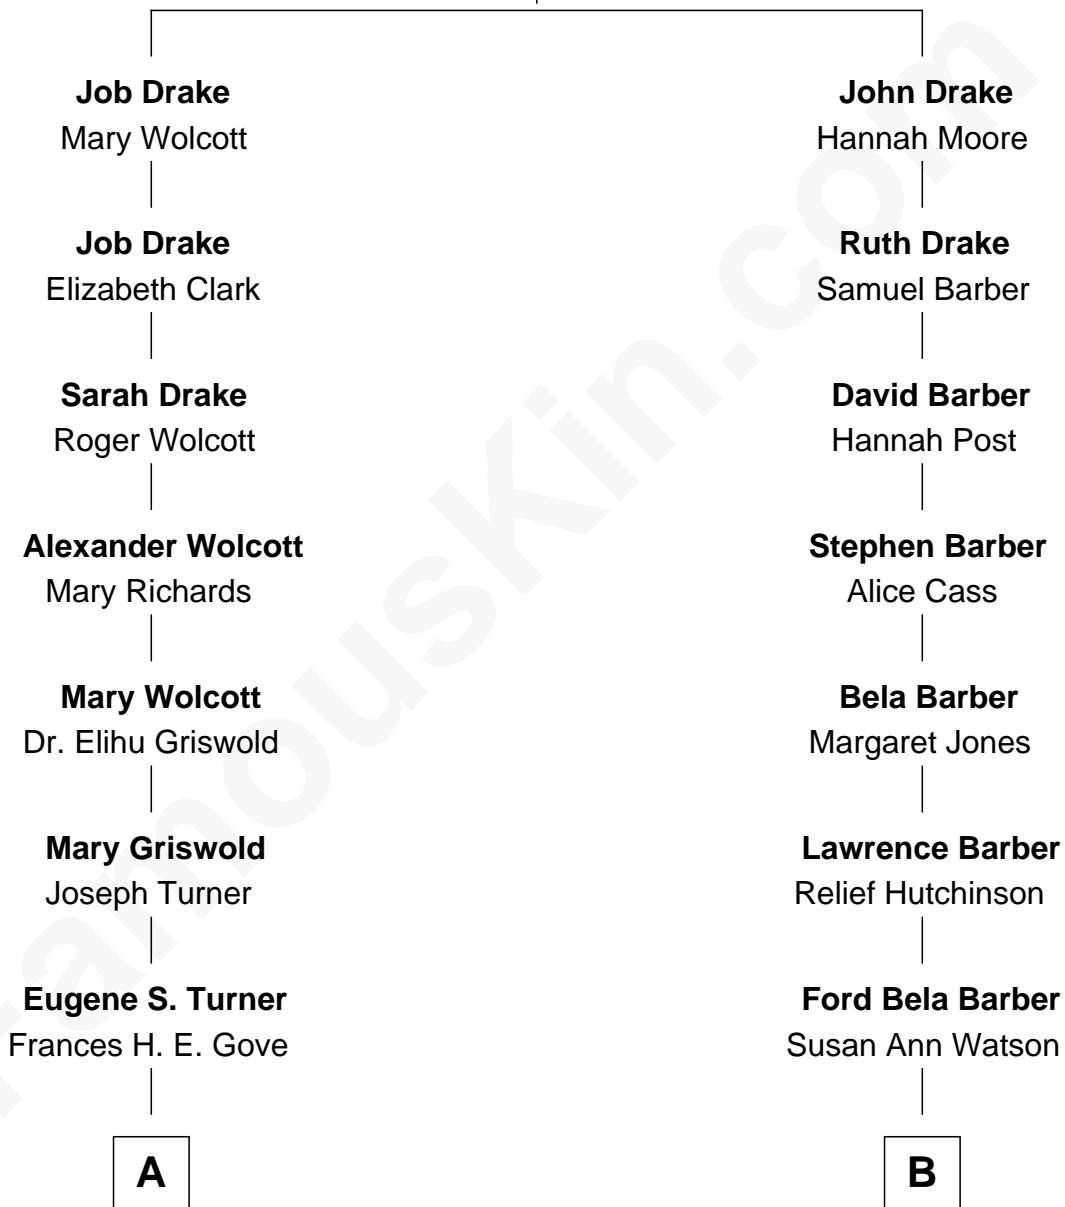 Job Drake
Mary Wolcott
Job Drake
Elizabeth Clark
Sarah Drake
Roger Wolcott
Alexander Wolcott
Mary Richards
Mary Wolcott
Dr. Elihu Griswold
Mary Griswold
Joseph Turner
Eugene S. Turner
Frances H. E. Gove
A
John Drake
Hannah Moore
Ruth Drake
Samuel Barber
David Barber
Hannah Post
Stephen Barber
Alice Cass
Bela Barber
Margaret Jones
Lawrence Barber
Relief Hutchinson
Ford Bela Barber
Susan Ann Watson
B
FamousKin.com